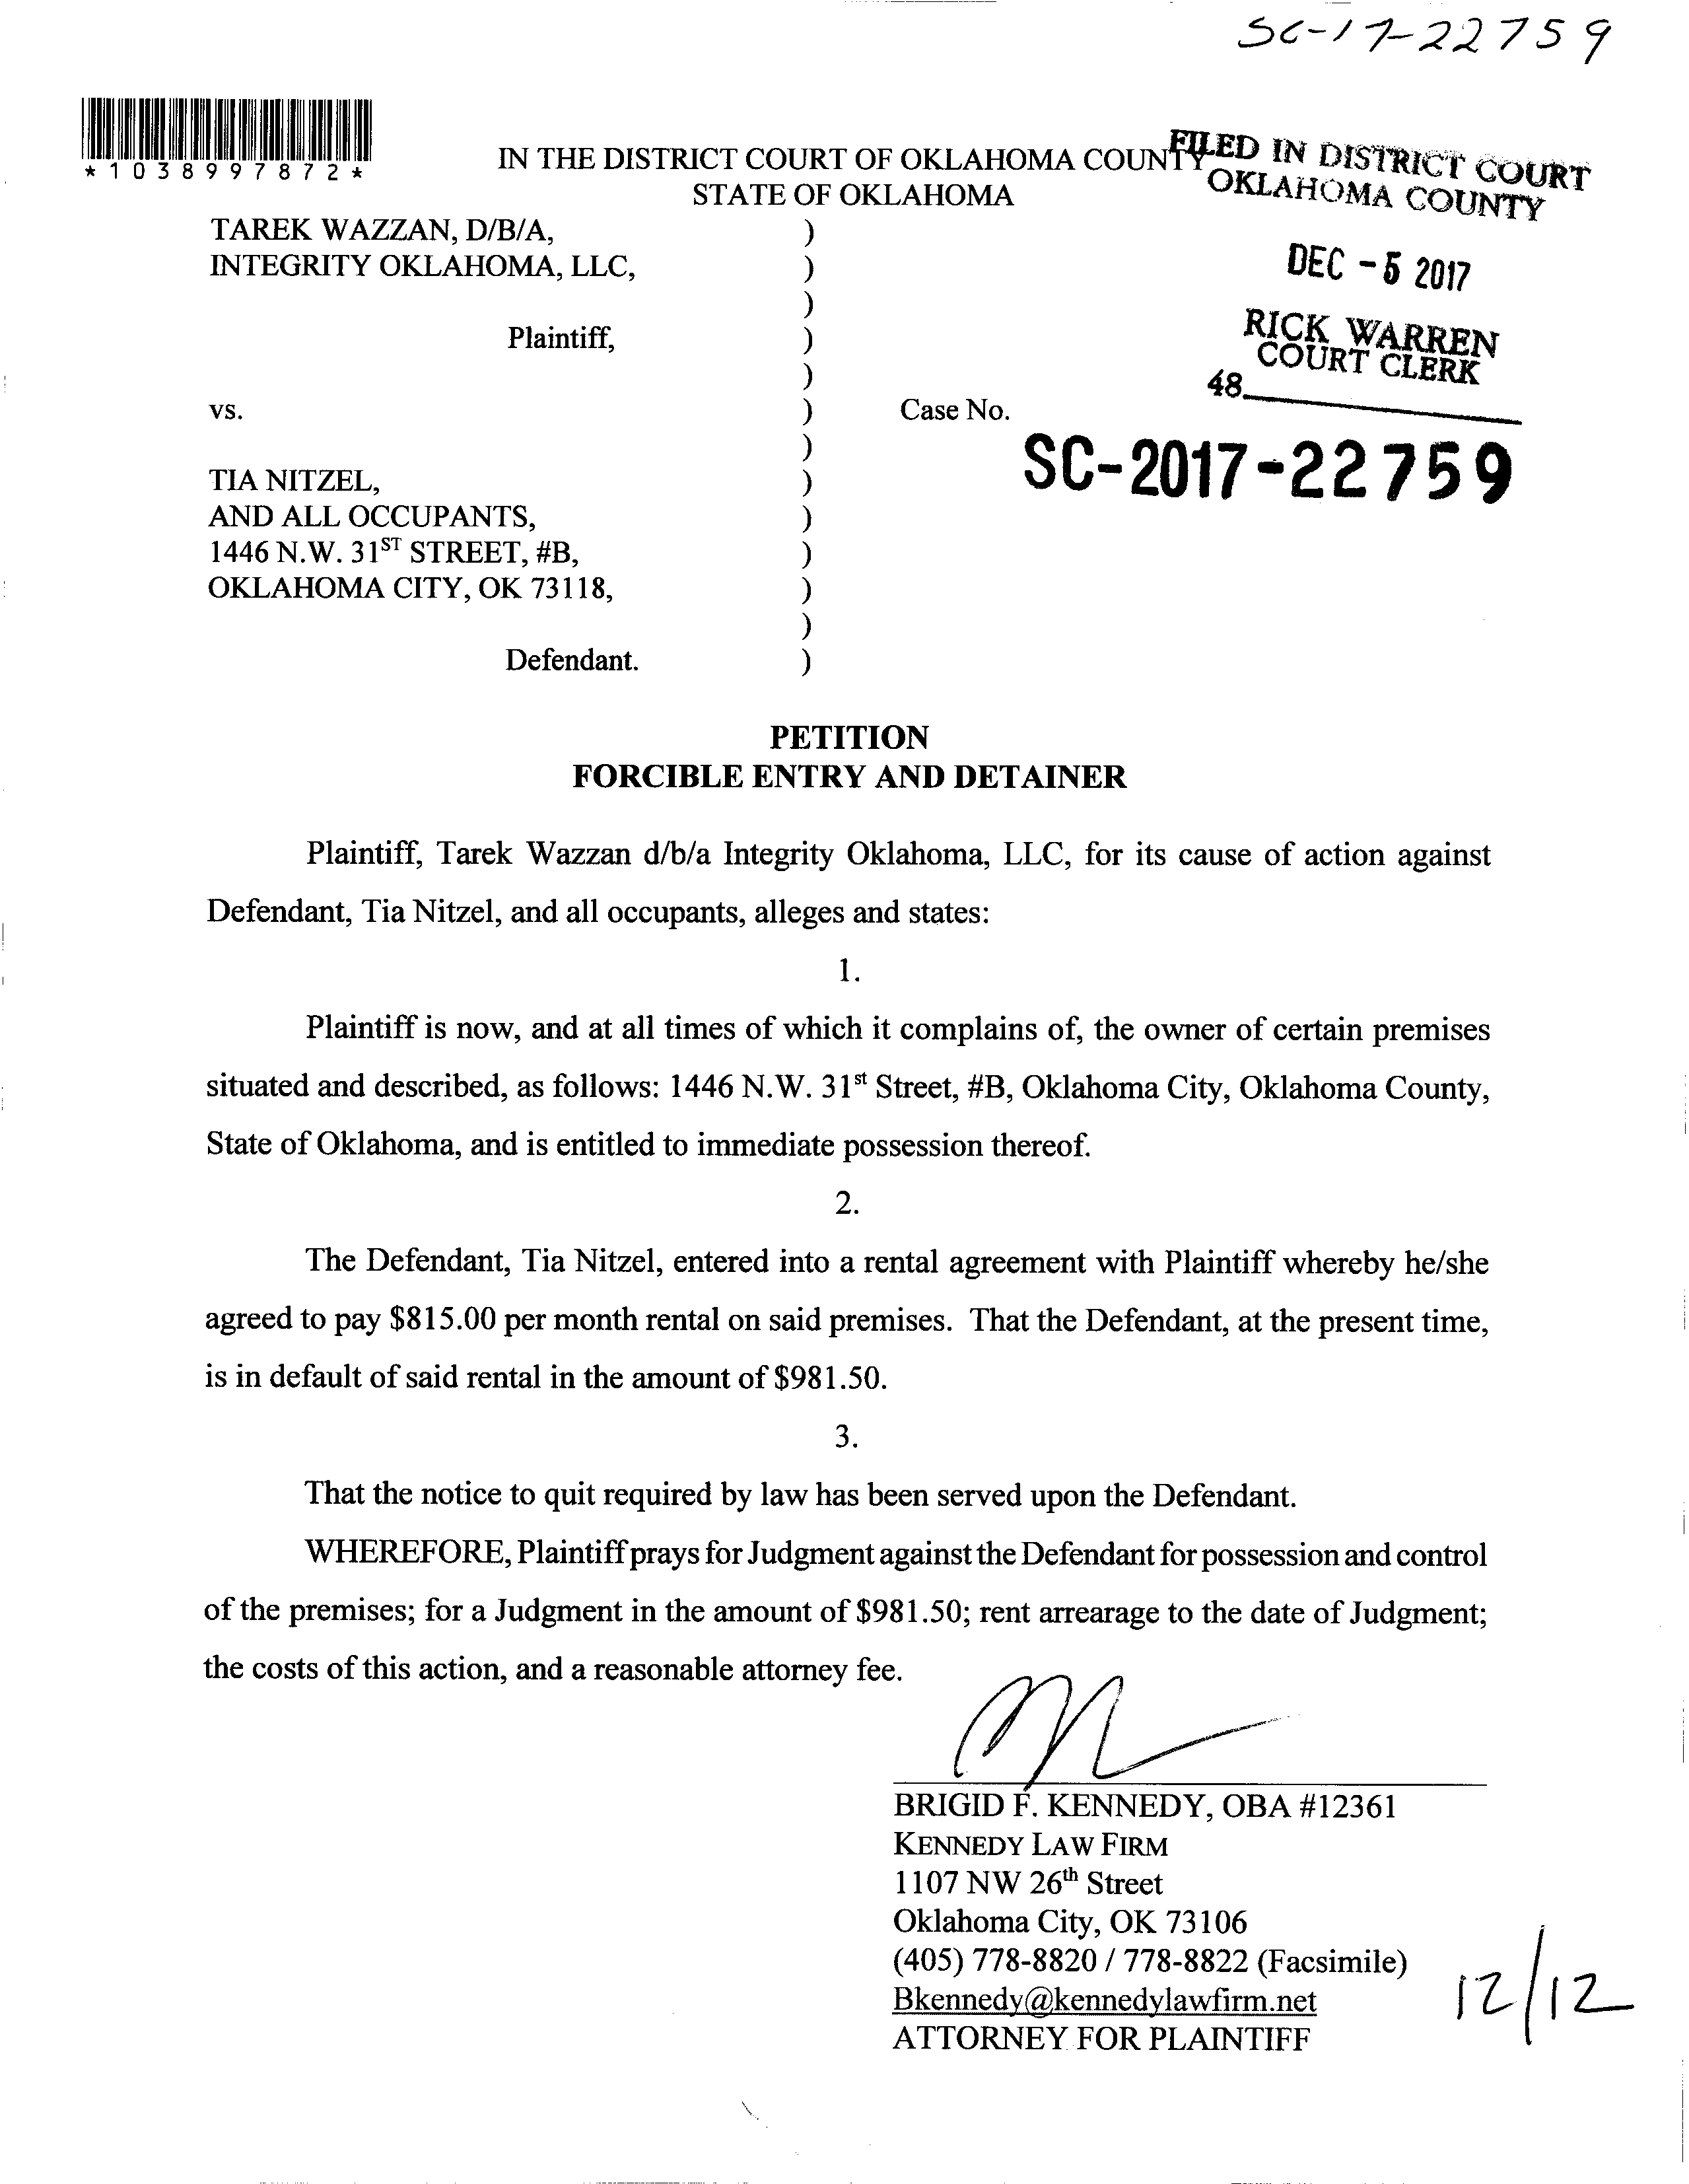 SC-17-22759
*1038997872*
IN THE DISTRICT COURT OF OKLAHOMA COUNTY
STATE OF OKLAHOMA
FILED IN DISTRICT COURT
OKLAHOMA COUNTY
DEC - 5 2017
RICK WARREN
COURT CLERK
48
TAREK WAZZAN, D/B/A, )
INTEGRITY OKLAHOMA, LLC, )
)
Plaintiff, )
)
vs. ) Case No.
)
SC-2017-22759
TIA NITZEL, )
AND ALL OCCUPANTS, )
1446 N.W. 31ST STREET, #B, )
OKLAHOMA CITY, OK 73118, )
)
Defendant. )
PETITION
FORCIBLE ENTRY AND DETAINER
Plaintiff, Tarek Wazzan d/b/a Integrity Oklahoma, LLC, for its cause of action against
Defendant, Tia Nitzel, and all occupants, alleges and states:
1.
Plaintiff is now, and at all times of which it complains of, the owner of certain premises
situated and described, as follows: 1446 N.W. 31st Street, #B, Oklahoma City, Oklahoma County,
State of Oklahoma, and is entitled to immediate possession thereof.
2.
The Defendant, Tia Nitzel, entered into a rental agreement with Plaintiff whereby he/she
agreed to pay $815.00 per month rental on said premises. That the Defendant, at the present time,
is in default of said rental in the amount of $981.50.
3.
That the notice to quit required by law has been served upon the Defendant.
WHEREFORE, Plaintiff prays for Judgment against the Defendant for possession and control
of the premises; for a Judgment in the amount of $981.50; rent arrearage to the date of Judgment;
the costs of this action, and a reasonable attorney fee.
BRIGID F. KENNEDY, OBA #12361
KENNEDY LAW FIRM
1107 NW 26th Street
Oklahoma City, OK 73106
(405) 778-8820 / 778-8822 (Facsimile)
Bkennedy@kennedylawfirm.net
ATTORNEY FOR PLAINTIFF
12/12